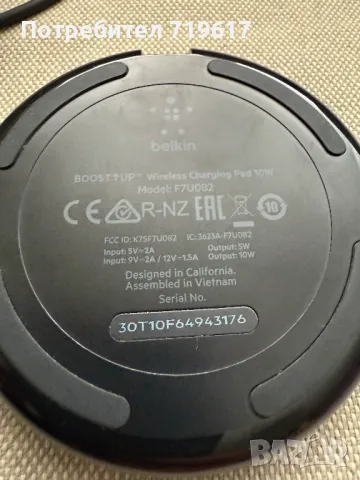 Потребител 719617
belkin
BOOST↑UP™ Wireless Charging Pad 10W
Model: F7U082
CE R-NZ EAC 10
FCC ID: K7SF7U082 IC: 3623A-F7U082
Input: 5V⎓2A Output: 5W
Input: 9V⎓2A / 12V⎓1.5A Output: 10W
Designed in California.
Assembled in Vietnam
Serial No.
30T10F64943176
BAZAR